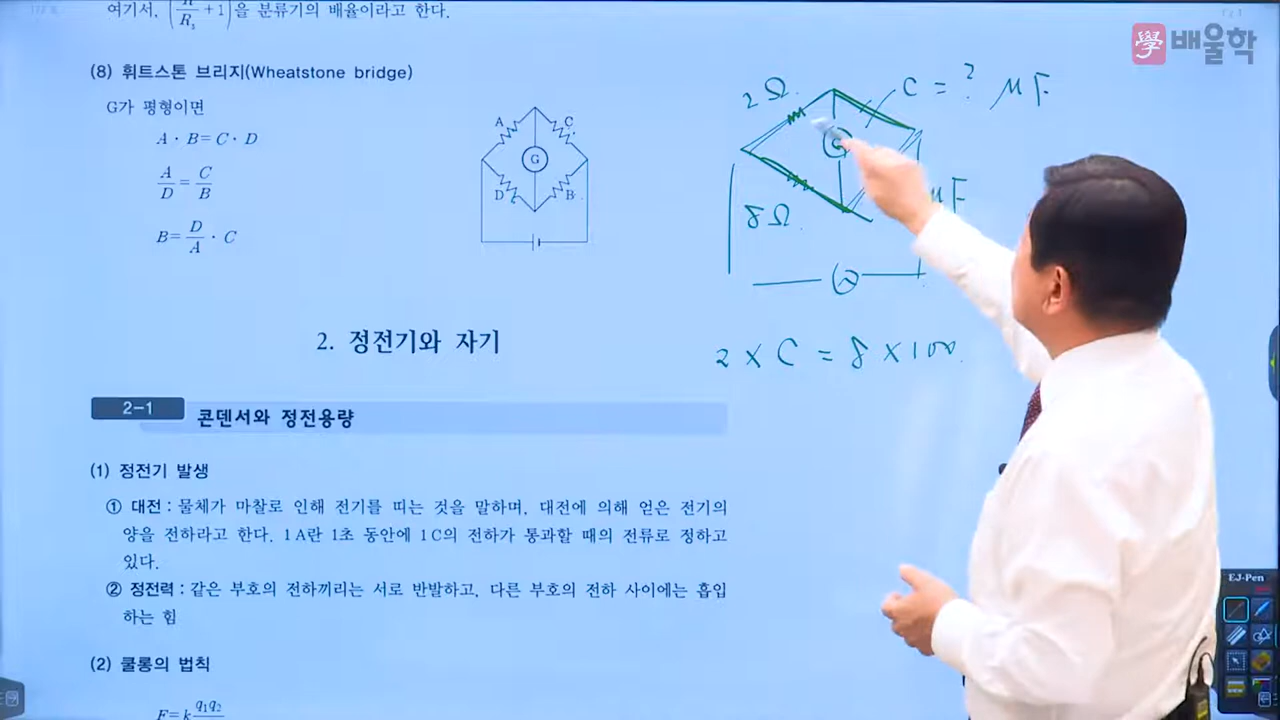 여기서, (R/R_s + 1)을 분류기의 배율이라고 한다.
學 배울학
(8) 휘트스톤 브리지(Wheatstone bridge)
G가 평형이면
A · B = C · D
A/D = C/B
B = D/A · C
A
C
G
D
B
2Ω
C = ? μF
G
8Ω
μF
2 × C = 8 × 100
2. 정전기와 자기
2-1 콘덴서와 정전용량
(1) 정전기 발생
① 대전 : 물체가 마찰로 인해 전기를 띠는 것을 말하며, 대전에 의해 얻은 전기의
양을 전하라고 한다. 1A란 1초 동안에 1C의 전하가 통과할 때의 전류로 정하고
있다.
② 정전력 : 같은 부호의 전하끼리는 서로 반발하고, 다른 부호의 전하 사이에는 흡입
하는 힘
(2) 쿨롱의 법칙
F = k q₁q₂
EJ-Pen